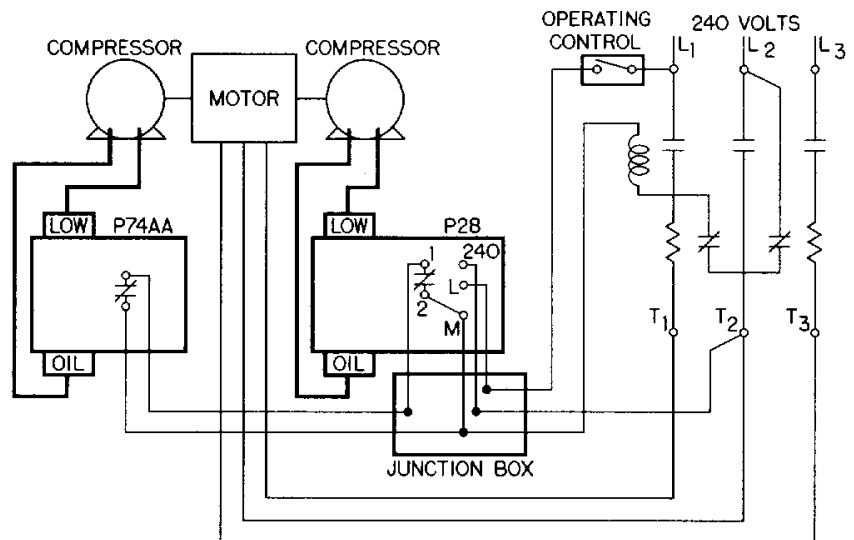 OPERATING
CONTROL
240 VOLTS
L1
L2
L3
COMPRESSOR
COMPRESSOR
MOTOR
LOW
P74AA
LOW
P28
1
240
L
2
M
T1
T2
T3
OIL
OIL
JUNCTION BOX